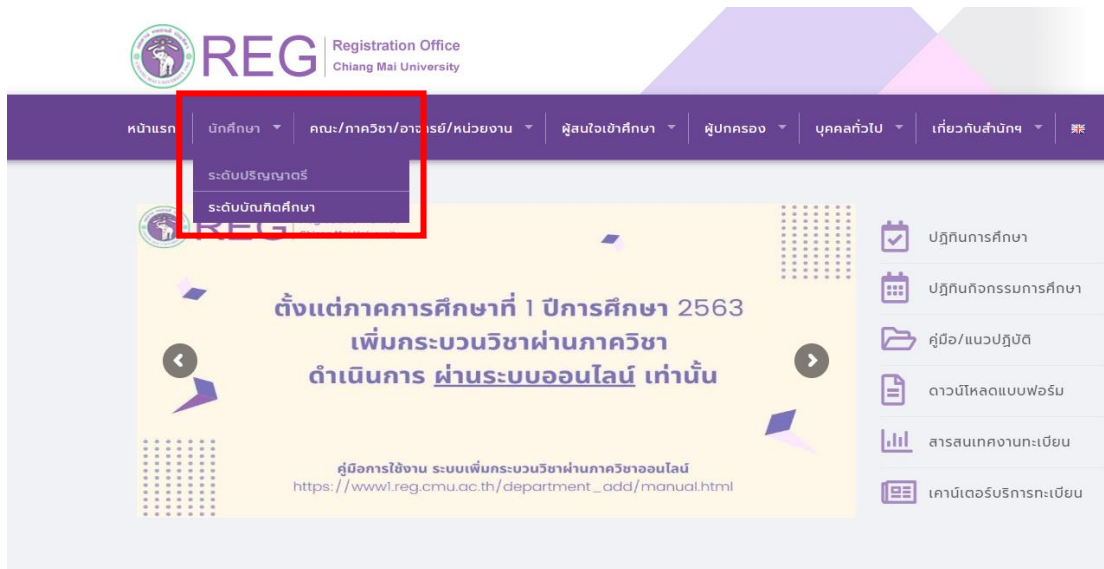 REG
Registration Office
Chiang Mai University
หน้าแรก
นักศึกษา
คณะ/ภาควิชา/อาจารย์/หน่วยงาน
ผู้สนใจเข้าศึกษา
ผู้ปกครอง
บุคคลทั่วไป
เกี่ยวกับสำนักฯ
ระดับปริญญาตรี
ระดับบัณฑิตศึกษา
REG
ตั้งแต่ภาคการศึกษาที่ 1 ปีการศึกษา 2563
เพิ่มกระบวนวิชาผ่านภาควิชา
ดำเนินการ ผ่านระบบออนไลน์ เท่านั้น
คู่มือการใช้งาน ระบบเพิ่มกระบวนวิชาผ่านภาควิชาออนไลน์
https://www1.reg.cmu.ac.th/department_add/manual.html
ปฏิทินการศึกษา
ปฏิทินกิจกรรมการศึกษา
คู่มือ/แนวปฏิบัติ
ดาวน์โหลดแบบฟอร์ม
สารสนเทศงานทะเบียน
เคาน์เตอร์บริการทะเบียน